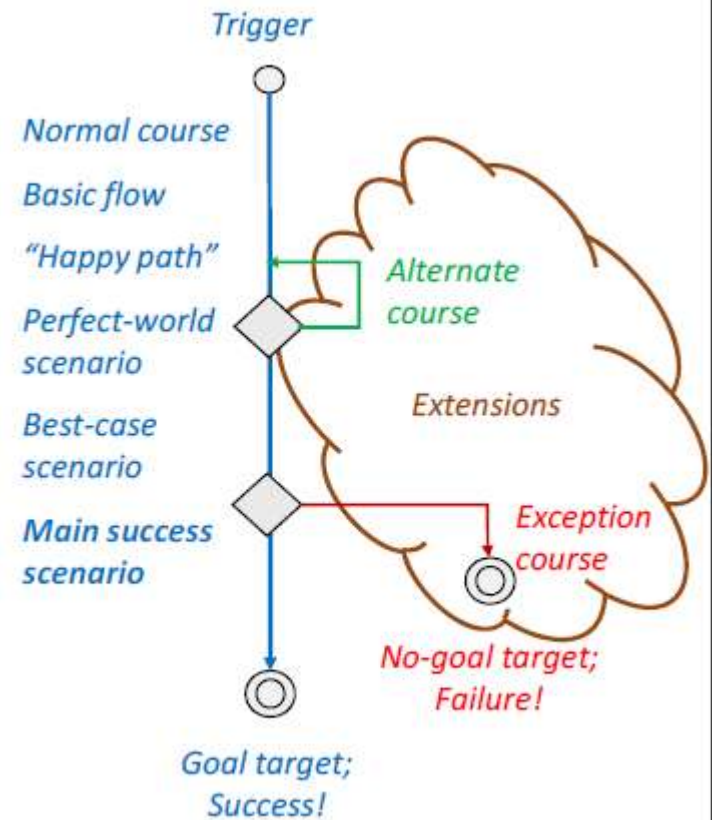 Trigger
Normal course
Basic flow
“Happy path”
Alternate
course
Perfect-world
scenario
Extensions
Best-case
scenario
Main success
scenario
Exception
course
No-goal target;
Failure!
Goal target;
Success!